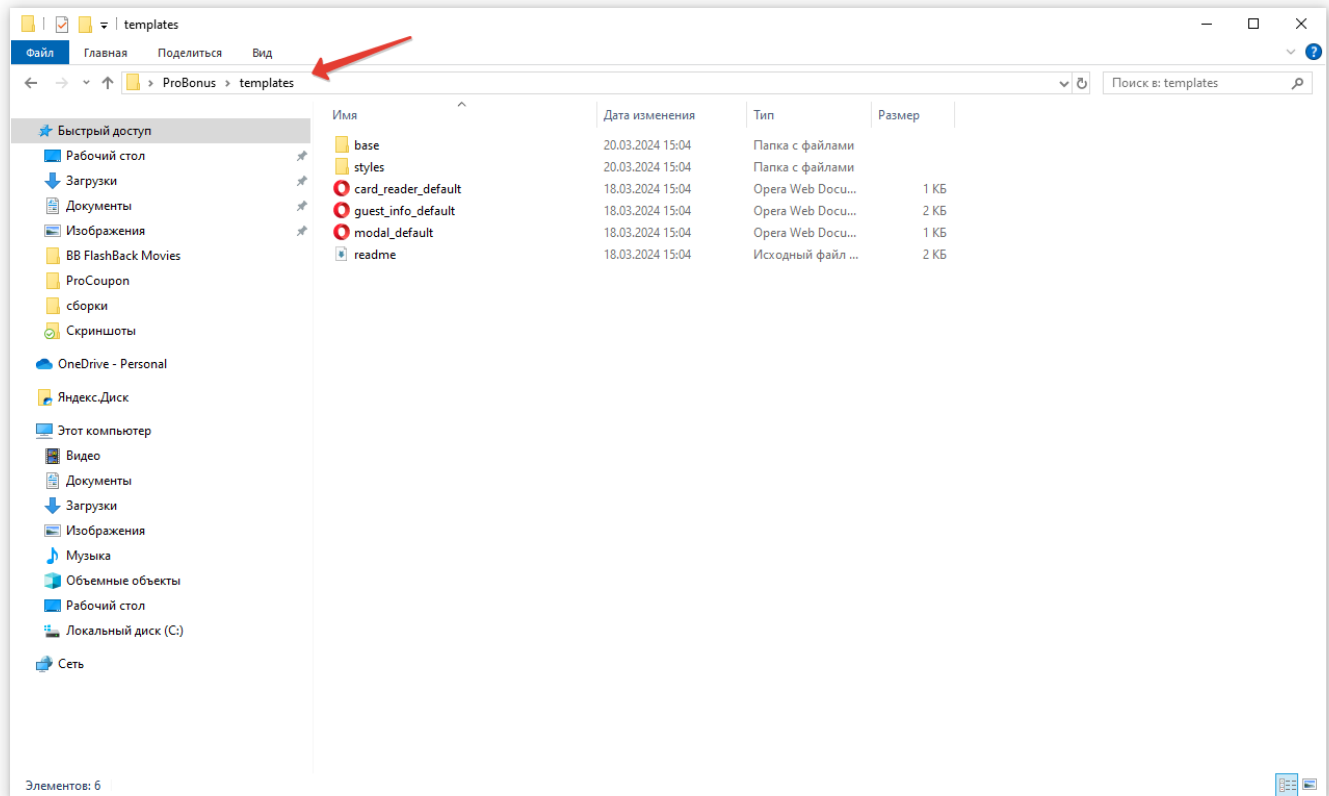 templates
Файл Главная Поделиться Вид
ProBonus templates Поиск в: templates
Имя Дата изменения Тип Размер
Быстрый доступ
base 20.03.2024 15:04 Папка с файлами
Рабочий стол
styles 20.03.2024 15:04 Папка с файлами
Загрузки
card_reader_default 18.03.2024 15:04 Opera Web Docu... 1 КБ
Документы
guest_info_default 18.03.2024 15:04 Opera Web Docu... 2 КБ
Изображения
modal_default 18.03.2024 15:04 Opera Web Docu... 1 КБ
BB FlashBack Movies
readme 18.03.2024 15:04 Исходный файл ... 2 КБ
ProCoupon
сборки
Скриншоты
OneDrive - Personal
Яндекс.Диск
Этот компьютер
Видео
Документы
Загрузки
Изображения
Музыка
Объемные объекты
Рабочий стол
Локальный диск (C:)
Сеть
Элементов: 6